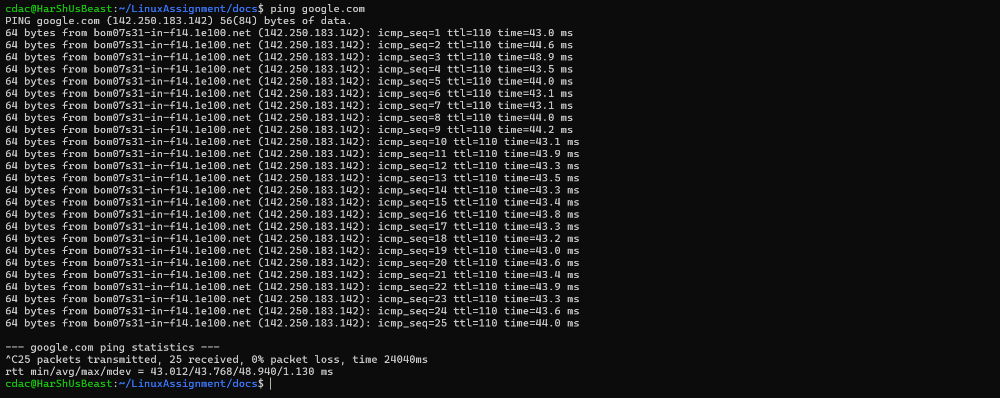 cdac@HarShUsBeast:~/LinuxAssignment/docs$ ping google.com
PING google.com (142.250.183.142) 56(84) bytes of data.
64 bytes from bom07s31-in-f14.1e100.net (142.250.183.142): icmp_seq=1 ttl=110 time=43.0 ms
64 bytes from bom07s31-in-f14.1e100.net (142.250.183.142): icmp_seq=2 ttl=110 time=44.6 ms
64 bytes from bom07s31-in-f14.1e100.net (142.250.183.142): icmp_seq=3 ttl=110 time=48.9 ms
64 bytes from bom07s31-in-f14.1e100.net (142.250.183.142): icmp_seq=4 ttl=110 time=43.5 ms
64 bytes from bom07s31-in-f14.1e100.net (142.250.183.142): icmp_seq=5 ttl=110 time=44.0 ms
64 bytes from bom07s31-in-f14.1e100.net (142.250.183.142): icmp_seq=6 ttl=110 time=43.1 ms
64 bytes from bom07s31-in-f14.1e100.net (142.250.183.142): icmp_seq=7 ttl=110 time=43.1 ms
64 bytes from bom07s31-in-f14.1e100.net (142.250.183.142): icmp_seq=8 ttl=110 time=44.0 ms
64 bytes from bom07s31-in-f14.1e100.net (142.250.183.142): icmp_seq=9 ttl=110 time=44.2 ms
64 bytes from bom07s31-in-f14.1e100.net (142.250.183.142): icmp_seq=10 ttl=110 time=43.1 ms
64 bytes from bom07s31-in-f14.1e100.net (142.250.183.142): icmp_seq=11 ttl=110 time=43.9 ms
64 bytes from bom07s31-in-f14.1e100.net (142.250.183.142): icmp_seq=12 ttl=110 time=43.3 ms
64 bytes from bom07s31-in-f14.1e100.net (142.250.183.142): icmp_seq=13 ttl=110 time=43.5 ms
64 bytes from bom07s31-in-f14.1e100.net (142.250.183.142): icmp_seq=14 ttl=110 time=43.3 ms
64 bytes from bom07s31-in-f14.1e100.net (142.250.183.142): icmp_seq=15 ttl=110 time=43.4 ms
64 bytes from bom07s31-in-f14.1e100.net (142.250.183.142): icmp_seq=16 ttl=110 time=43.8 ms
64 bytes from bom07s31-in-f14.1e100.net (142.250.183.142): icmp_seq=17 ttl=110 time=43.3 ms
64 bytes from bom07s31-in-f14.1e100.net (142.250.183.142): icmp_seq=18 ttl=110 time=43.2 ms
64 bytes from bom07s31-in-f14.1e100.net (142.250.183.142): icmp_seq=19 ttl=110 time=43.0 ms
64 bytes from bom07s31-in-f14.1e100.net (142.250.183.142): icmp_seq=20 ttl=110 time=43.6 ms
64 bytes from bom07s31-in-f14.1e100.net (142.250.183.142): icmp_seq=21 ttl=110 time=43.4 ms
64 bytes from bom07s31-in-f14.1e100.net (142.250.183.142): icmp_seq=22 ttl=110 time=43.9 ms
64 bytes from bom07s31-in-f14.1e100.net (142.250.183.142): icmp_seq=23 ttl=110 time=43.3 ms
64 bytes from bom07s31-in-f14.1e100.net (142.250.183.142): icmp_seq=24 ttl=110 time=43.6 ms
64 bytes from bom07s31-in-f14.1e100.net (142.250.183.142): icmp_seq=25 ttl=110 time=44.0 ms
--- google.com ping statistics ---
^C25 packets transmitted, 25 received, 0% packet loss, time 24040ms
rtt min/avg/max/mdev = 43.012/43.768/48.940/1.130 ms
cdac@HarShUsBeast:~/LinuxAssignment/docs$